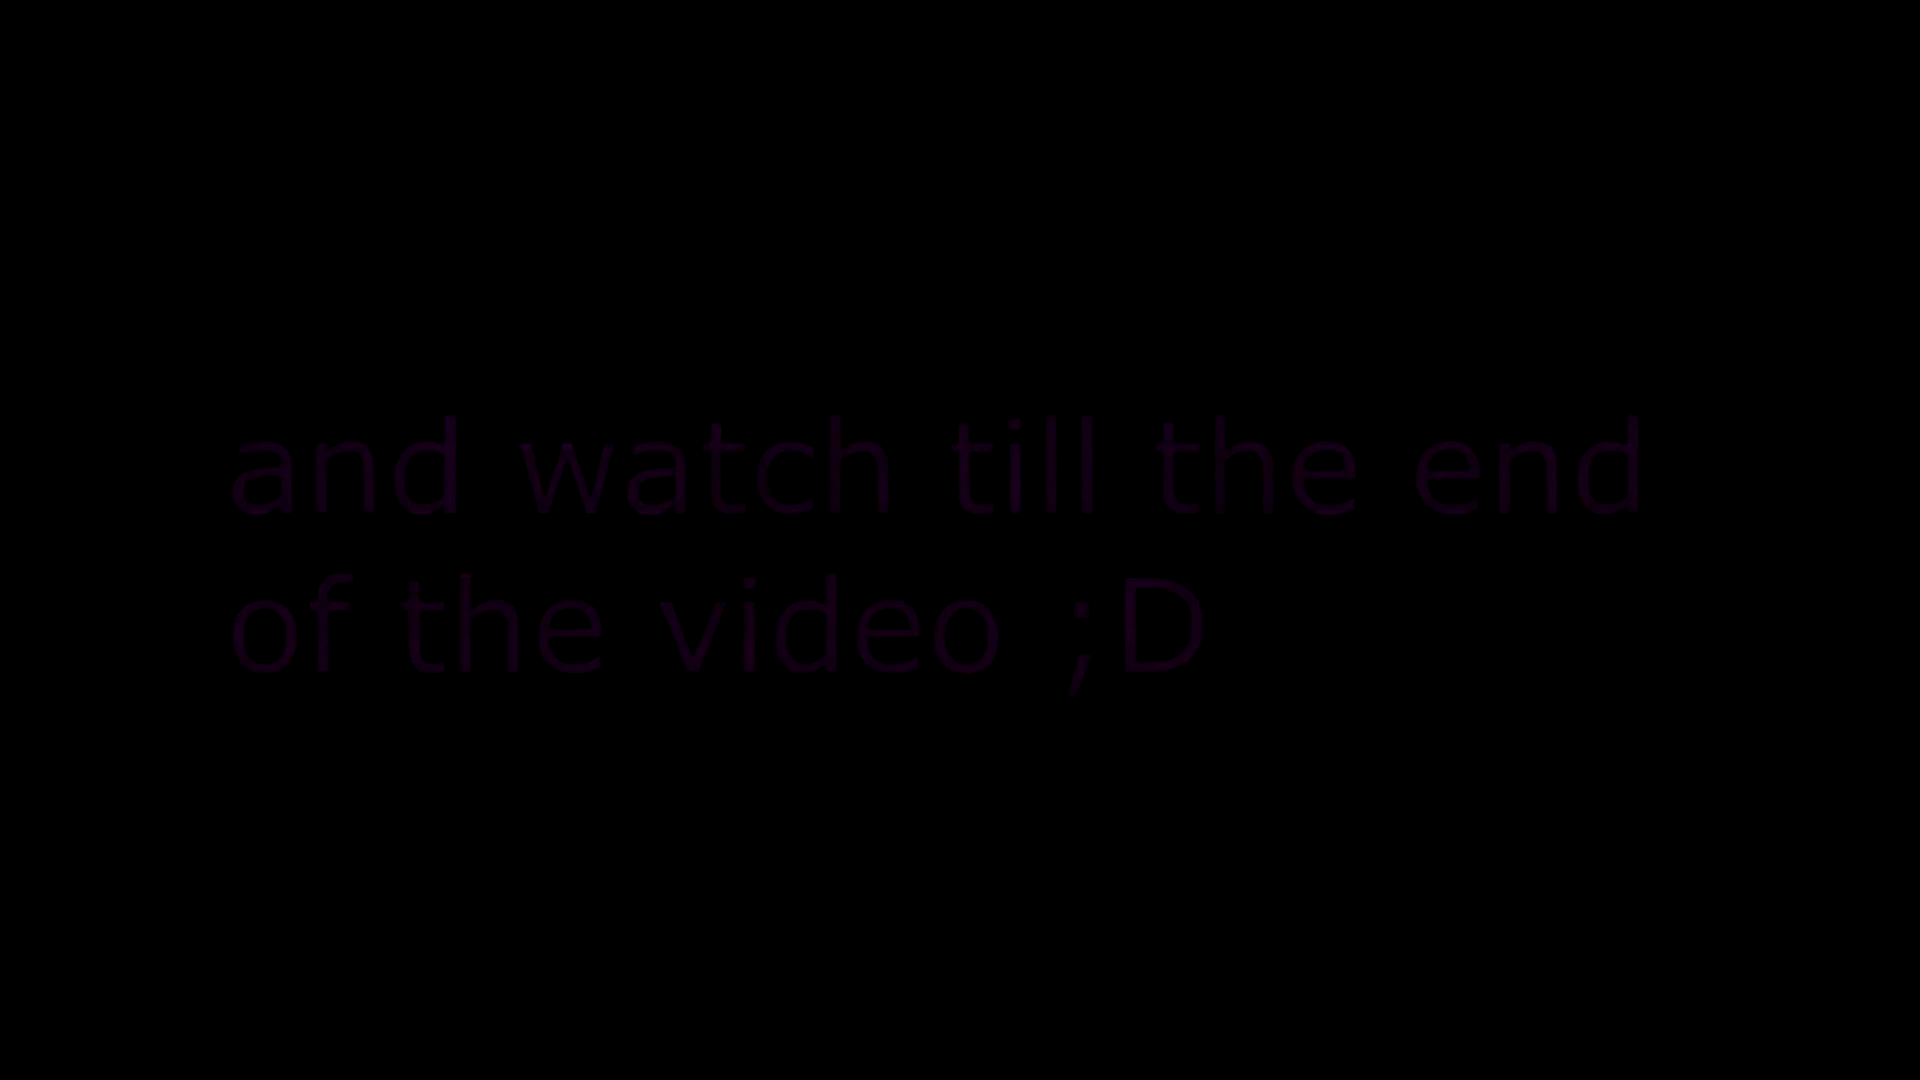 and watch till the end
of the video ;D